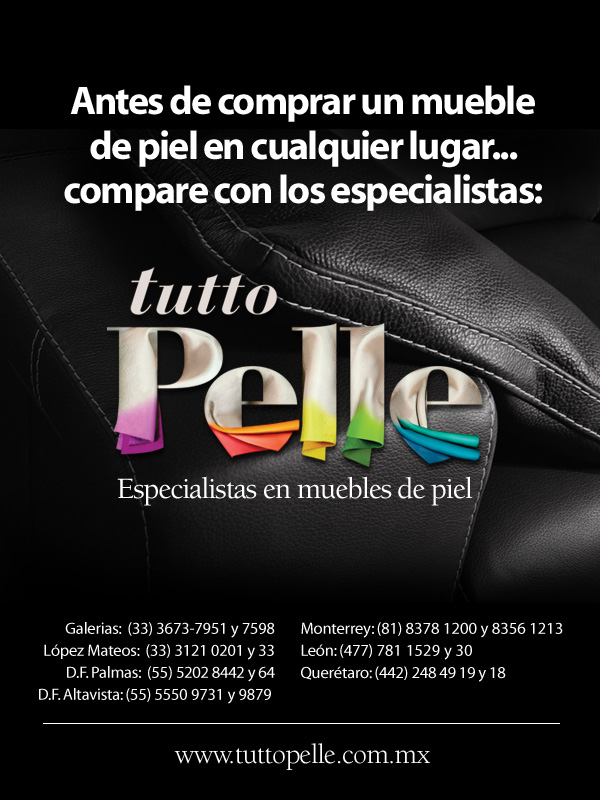 Antes de comprar un mueble
de piel en cualquier lugar...
compare con los especialistas:
tutto
Pelle
Especialistas en muebles de piel
Galerias: (33) 3673-7951 y 7598
López Mateos: (33) 3121 0201 y 33
D.F. Palmas: (55) 5202 8442 y 64
D.F. Altavista: (55) 5550 9731 y 9879
Monterrey: (81) 8378 1200 y 8356 1213
León: (477) 781 1529 y 30
Querétaro: (442) 248 49 19 y 18
www.tuttopelle.com.mx